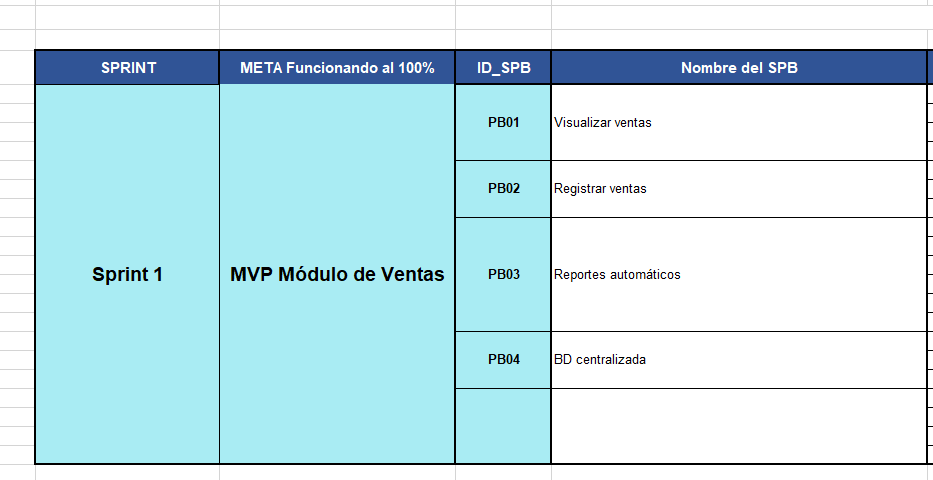 SPRINT META Funcionando al 100% ID_SPB Nombre del SPB
PB01 Visualizar ventas
PB02 Registrar ventas
Sprint 1 MVP Módulo de Ventas PB03 Reportes automáticos
PB04 BD centralizada